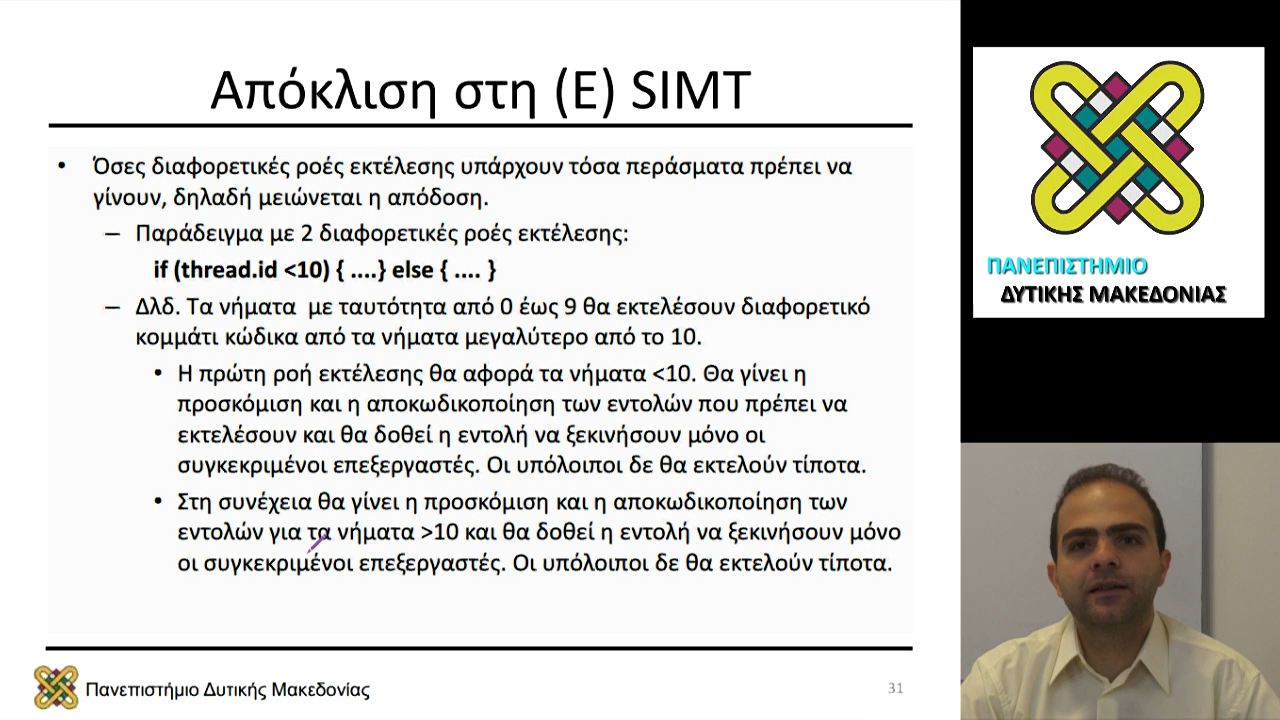 Απόκλιση στη (Ε) SIMT
• Όσες διαφορετικές ροές εκτέλεσης υπάρχουν τόσα περάσματα πρέπει να
γίνουν, δηλαδή μειώνεται η απόδοση.
– Παράδειγμα με 2 διαφορετικές ροές εκτέλεσης:
if (thread.id <10) { ....} else { .... }
– Δλδ. Τα νήματα με ταυτότητα από 0 έως 9 θα εκτελέσουν διαφορετικό
κομμάτι κώδικα από τα νήματα μεγαλύτερο από το 10.
• Η πρώτη ροή εκτέλεσης θα αφορά τα νήματα <10. Θα γίνει η
προσκόμιση και η αποκωδικοποίηση των εντολών που πρέπει να
εκτελέσουν και θα δοθεί η εντολή να ξεκινήσουν μόνο οι
συγκεκριμένοι επεξεργαστές. Οι υπόλοιποι δε θα εκτελούν τίποτα.
• Στη συνέχεια θα γίνει η προσκόμιση και η αποκωδικοποίηση των
εντολών για τα νήματα >10 και θα δοθεί η εντολή να ξεκινήσουν μόνο
οι συγκεκριμένοι επεξεργαστές. Οι υπόλοιποι δε θα εκτελούν τίποτα.
Πανεπιστήμιο Δυτικής Μακεδονίας
31
ΠΑΝΕΠΙΣΤΗΜΙΟ
ΔΥΤΙΚΗΣ ΜΑΚΕΔΟΝΙΑΣ